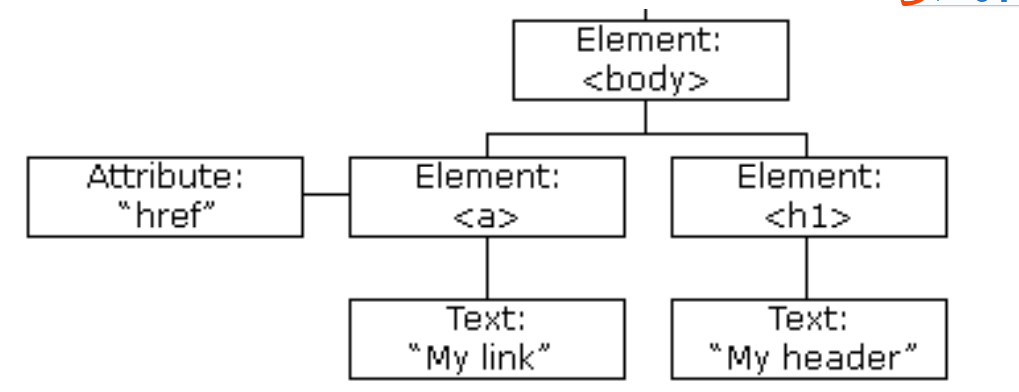 Element:
<body>
Attribute:
“href”
Element:
<a>
Element:
<h1>
Text:
“My link”
Text:
“My header”